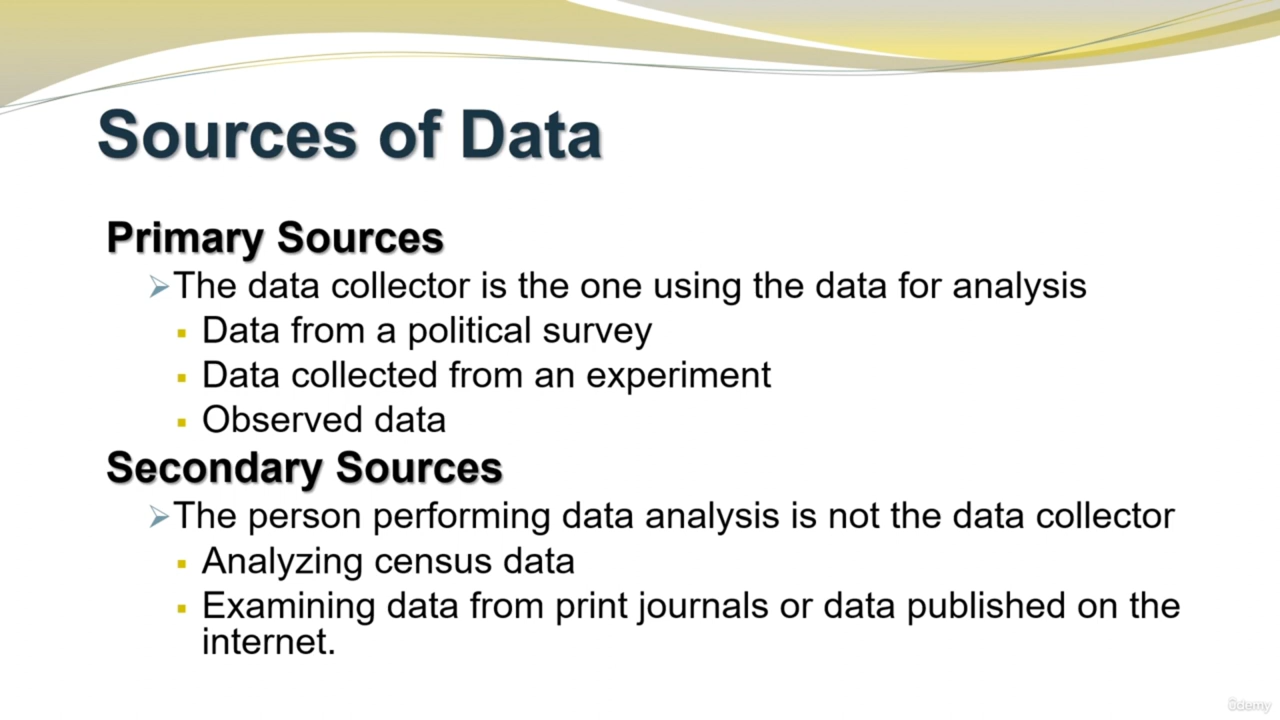 Sources of Data
Primary Sources
The data collector is the one using the data for analysis
Data from a political survey
Data collected from an experiment
Observed data
Secondary Sources
The person performing data analysis is not the data collector
Analyzing census data
Examining data from print journals or data published on the
internet.
ûdemy